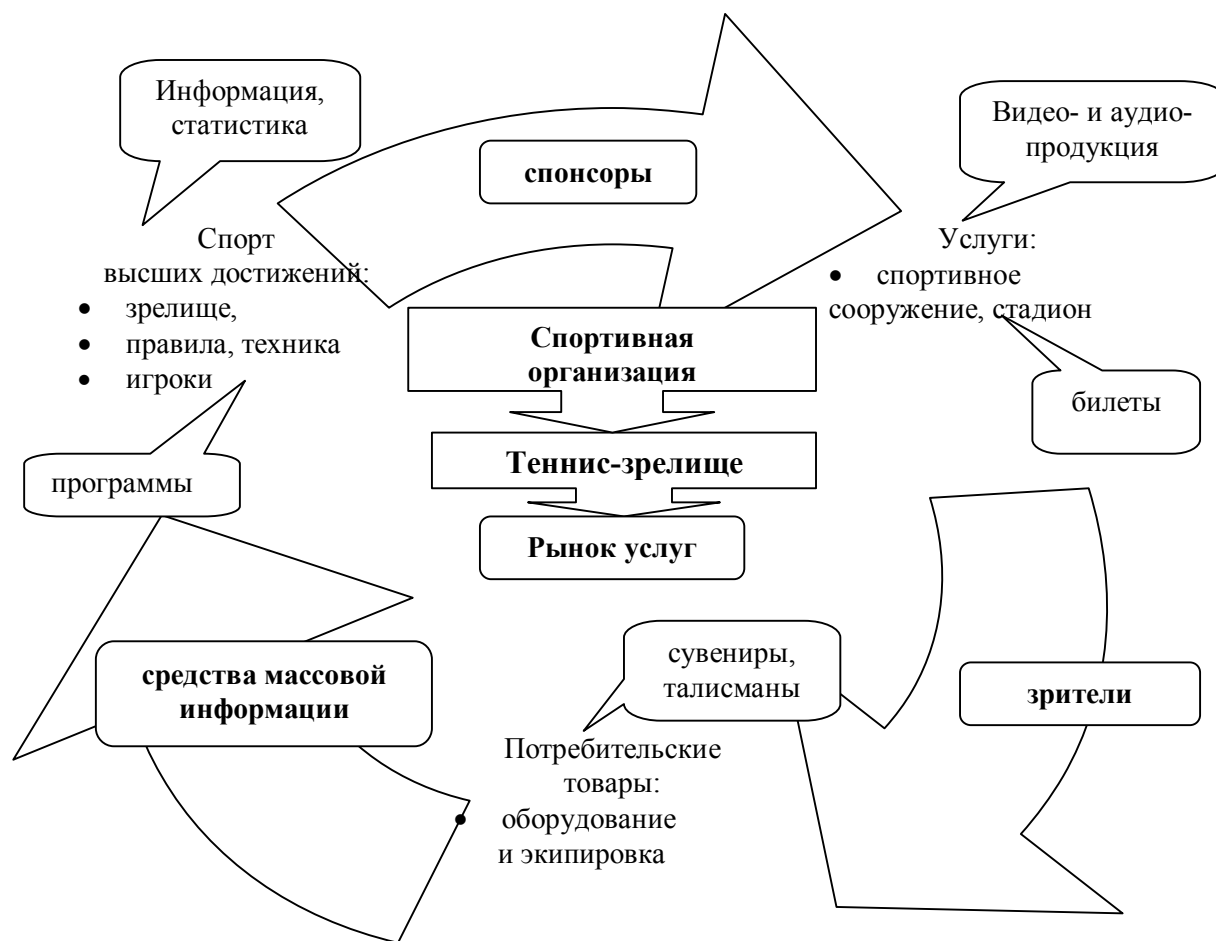 Информация,
статистика
Видео- и аудио-
продукция
спонсоры
Спорт
высших достижений:
• зрелище,
• правила, техника
• игроки
Услуги:
• спортивное
сооружение, стадион
Спортивная
организация
билеты
Теннис-зрелище
программы
Рынок услуг
сувениры,
талисманы
средства массовой
информации
зрители
Потребительские
товары:
• оборудование
и экипировка